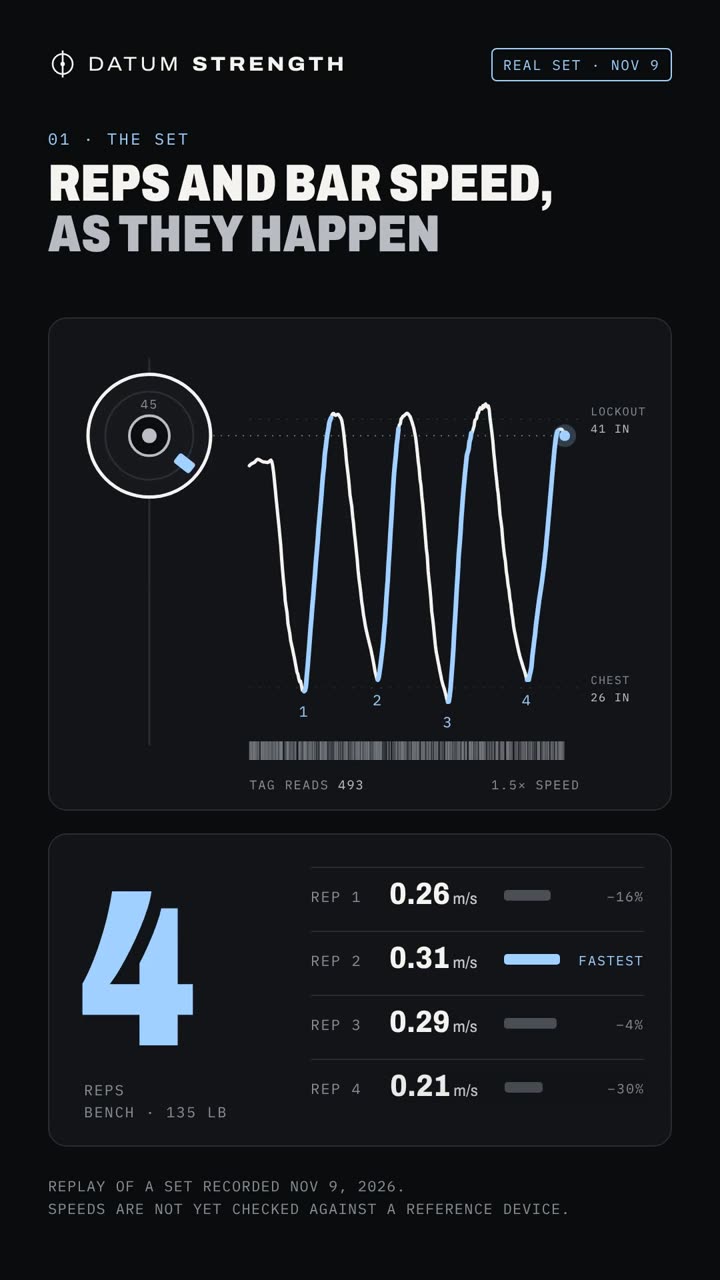 DATUM STRENGTH
REAL SET · NOV 9
01 · THE SET
REPS AND BAR SPEED,
AS THEY HAPPEN
45
LOCKOUT
41 IN
CHEST
26 IN
1
2
3
4
TAG READS 493
1.5× SPEED
4
REPS
BENCH · 135 LB
REP 1 0.26 m/s −16%
REP 2 0.31 m/s FASTEST
REP 3 0.29 m/s −4%
REP 4 0.21 m/s −30%
REPLAY OF A SET RECORDED NOV 9, 2026.
SPEEDS ARE NOT YET CHECKED AGAINST A REFERENCE DEVICE.